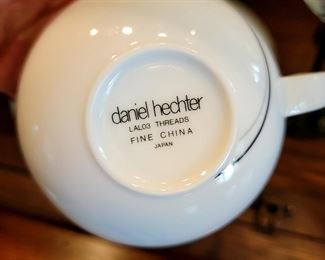 daniel hechter
LAL03 THREADS
FINE CHINA
JAPAN